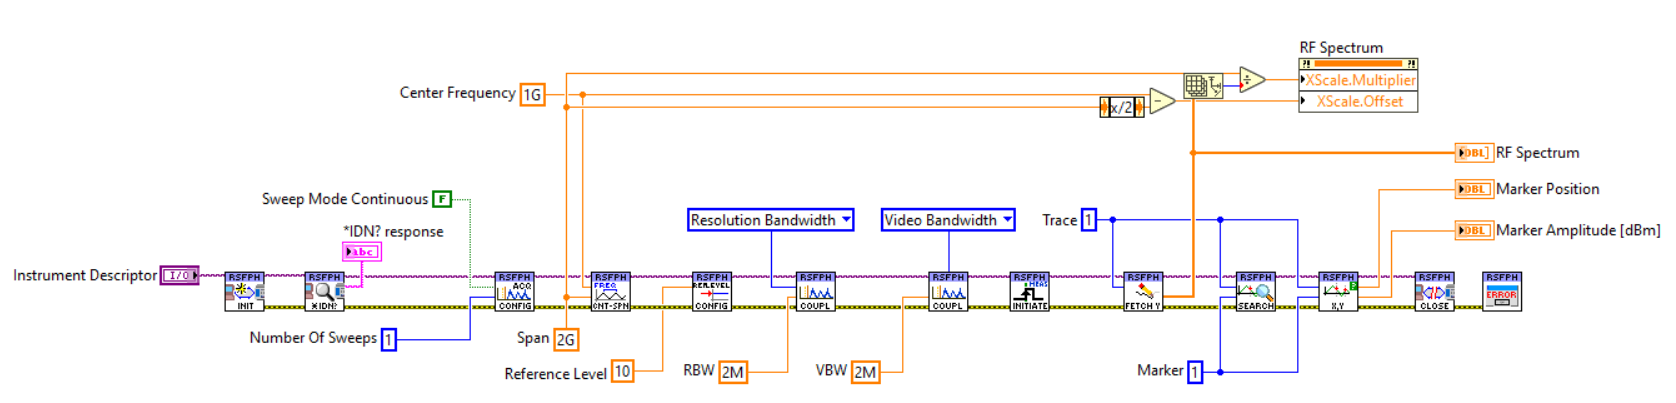 RF Spectrum
XScale.Multiplier
XScale.Offset
Center Frequency 1G
x/2
DBL RF Spectrum
DBL Marker Position
DBL Marker Amplitude [dBm]
Sweep Mode Continuous F
*IDN? response
abc
Resolution Bandwidth
Video Bandwidth
Trace 1
Instrument Descriptor I/O
RSFPH INIT
RSFPH *IDN?
RSFPH ACQ CONFIG
RSFPH FREQ CNT-SPN
RSFPH REF.LEVEL CONFIG
RSFPH COUPL
RSFPH COUPL
RSFPH MEAS INITIATE
RSFPH FETCH Y
RSFPH SEARCH
RSFPH X,Y
RSFPH CLOSE
RSFPH ERROR
Number Of Sweeps 1
Span 2G
Reference Level 10
RBW 2M
VBW 2M
Marker 1